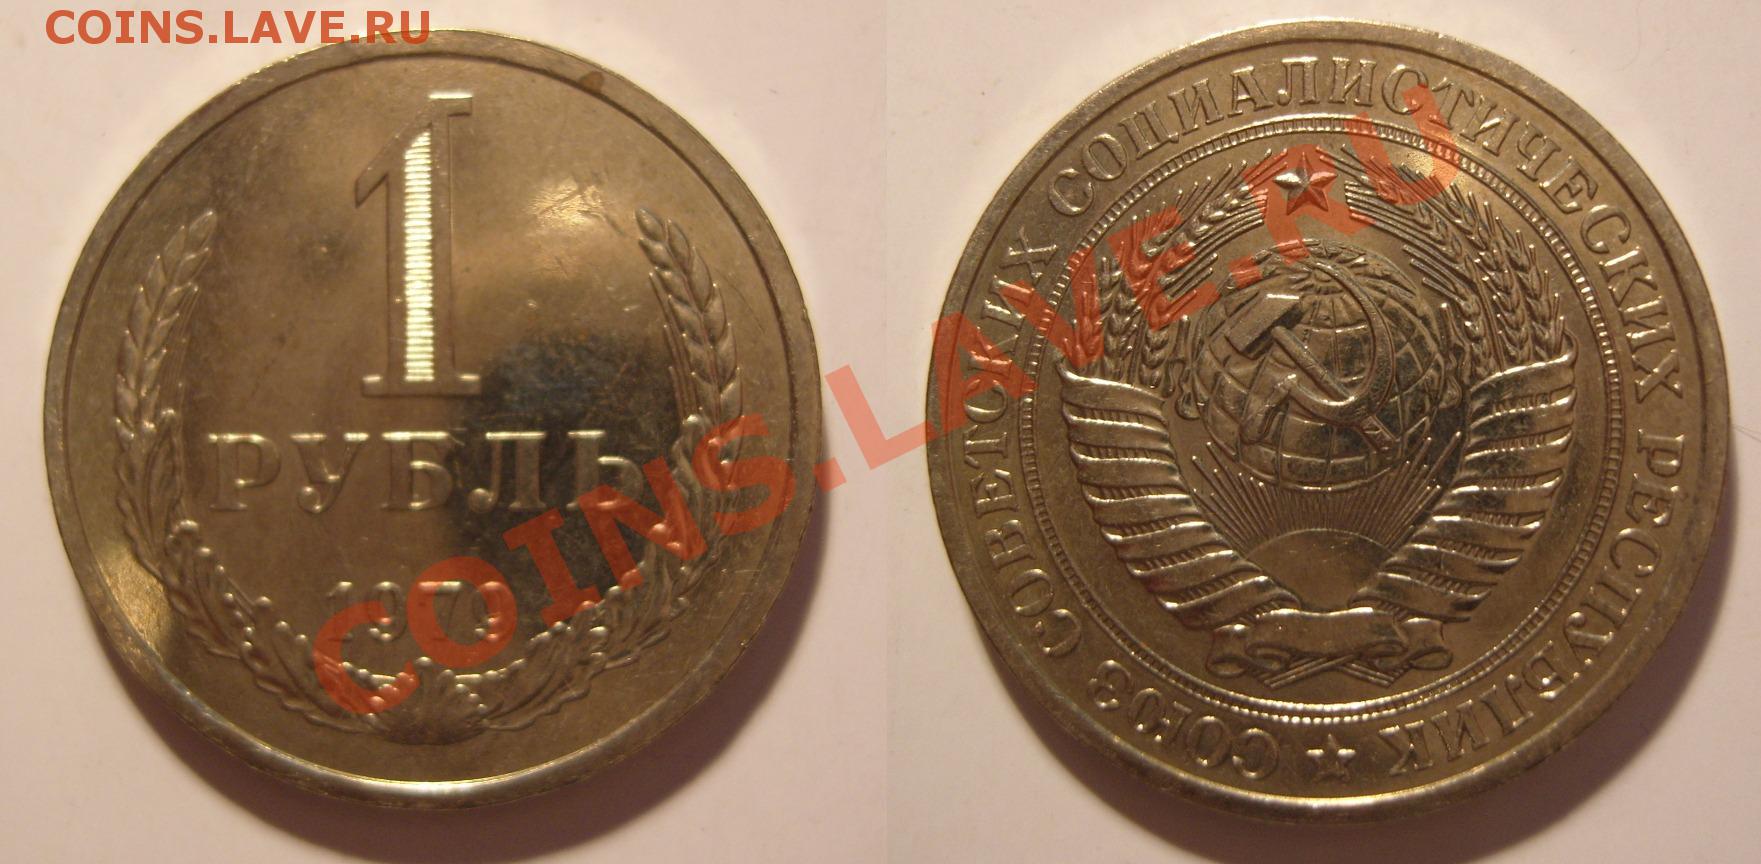 COINS.LAVE.RU
1
РУБЛЬ
1979
СОЮЗ СОВЕТСКИХ СОЦИАЛИСТИЧЕСКИХ РЕСПУБЛИК
COINS.LAVE.RU